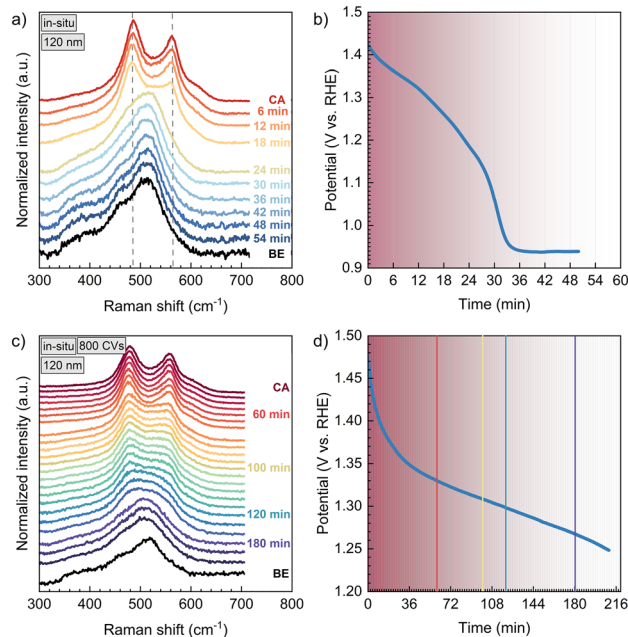 a)
in-situ
120 nm
CA
6 min
12 min
18 min
24 min
30 min
36 min
42 min
48 min
54 min
BE
Normalized intensity (a.u.)
300 400 500 600 700 800
Raman shift (cm⁻¹)
b)
1.5
1.4
1.3
1.2
1.1
1.0
0.9
Potential (V vs. RHE)
0 6 12 18 24 30 36 42 48 54 60
Time (min)
c)
in-situ 800 CVs
120 nm
CA
60 min
100 min
120 min
180 min
BE
Normalized intensity (a.u.)
300 400 500 600 700 800
Raman shift (cm⁻¹)
d)
1.50
1.45
1.40
1.35
1.30
1.25
1.20
Potential (V vs. RHE)
0 36 72 108 144 180 216
Time (min)